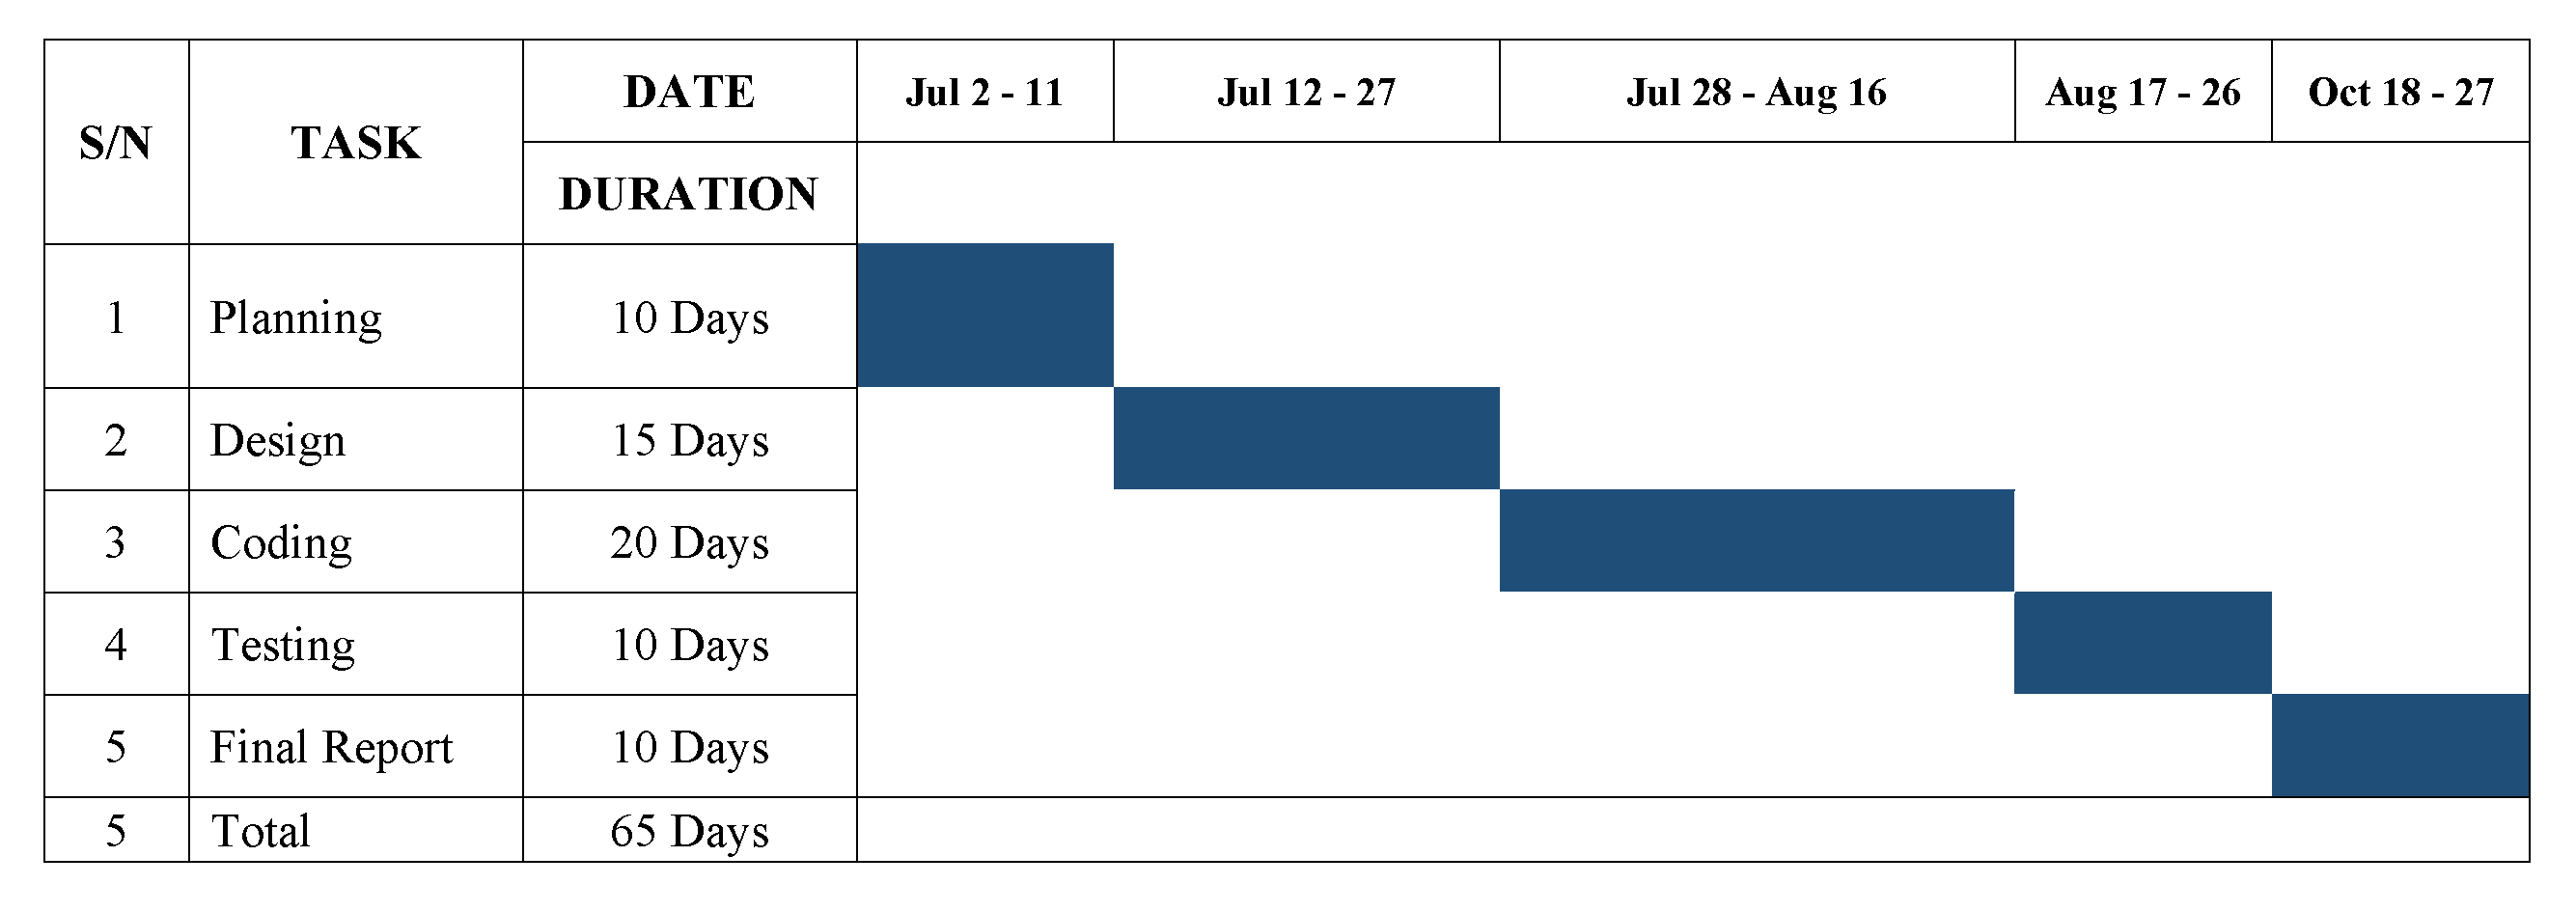 S/N TASK DATE Jul 2 - 11 Jul 12 - 27 Jul 28 - Aug 16 Aug 17 - 26 Oct 18 - 27
DURATION
1 Planning 10 Days
2 Design 15 Days
3 Coding 20 Days
4 Testing 10 Days
5 Final Report 10 Days
5 Total 65 Days